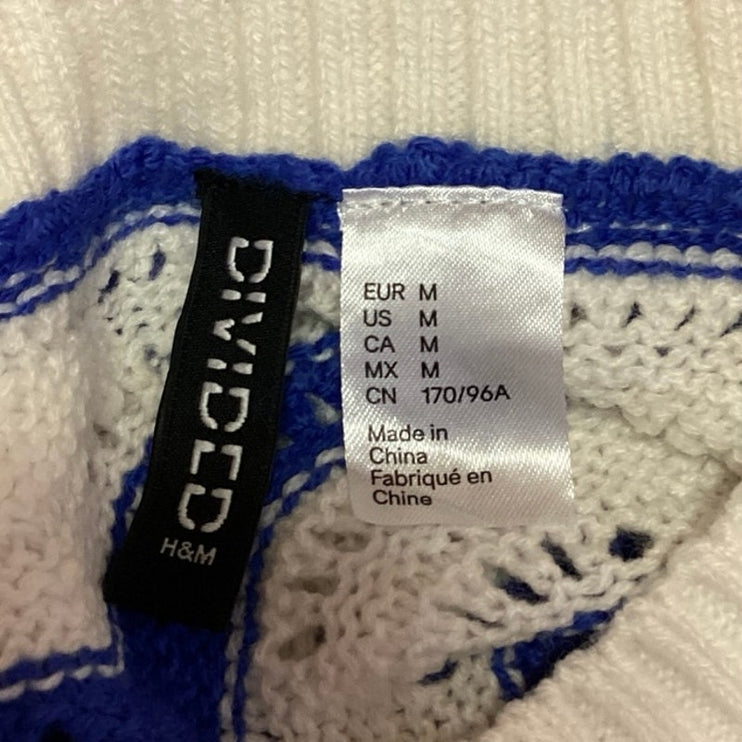 DIVIDED
H&M
EUR M
US M
CA M
MX M
CN 170/96A
Made in
China
Fabriqué en
Chine